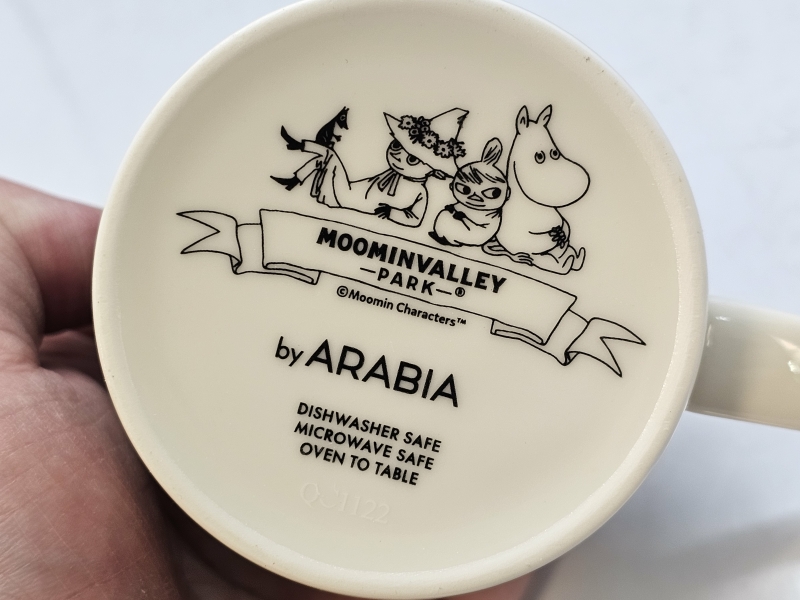 MOOMINVALLEY
—PARK—®
©Moomin Characters™
by ARABIA
DISHWASHER SAFE
MICROWAVE SAFE
OVEN TO TABLE